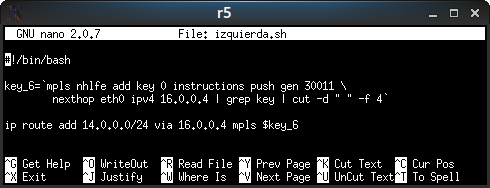 r5
GNU nano 2.0.7 File: izquierda.sh
#!/bin/bash
key_6=`mpls nhlfe add key 0 instructions push gen 30011 \
nexthop eth0 ipv4 16.0.0.4 | grep key | cut -d " " -f 4`
ip route add 14.0.0.0/24 via 16.0.0.4 mpls $key_6
^G Get Help ^O WriteOut ^R Read File ^Y Prev Page ^K Cut Text ^C Cur Pos
^X Exit ^J Justify ^W Where Is ^V Next Page ^U UnCut Text ^T To Spell